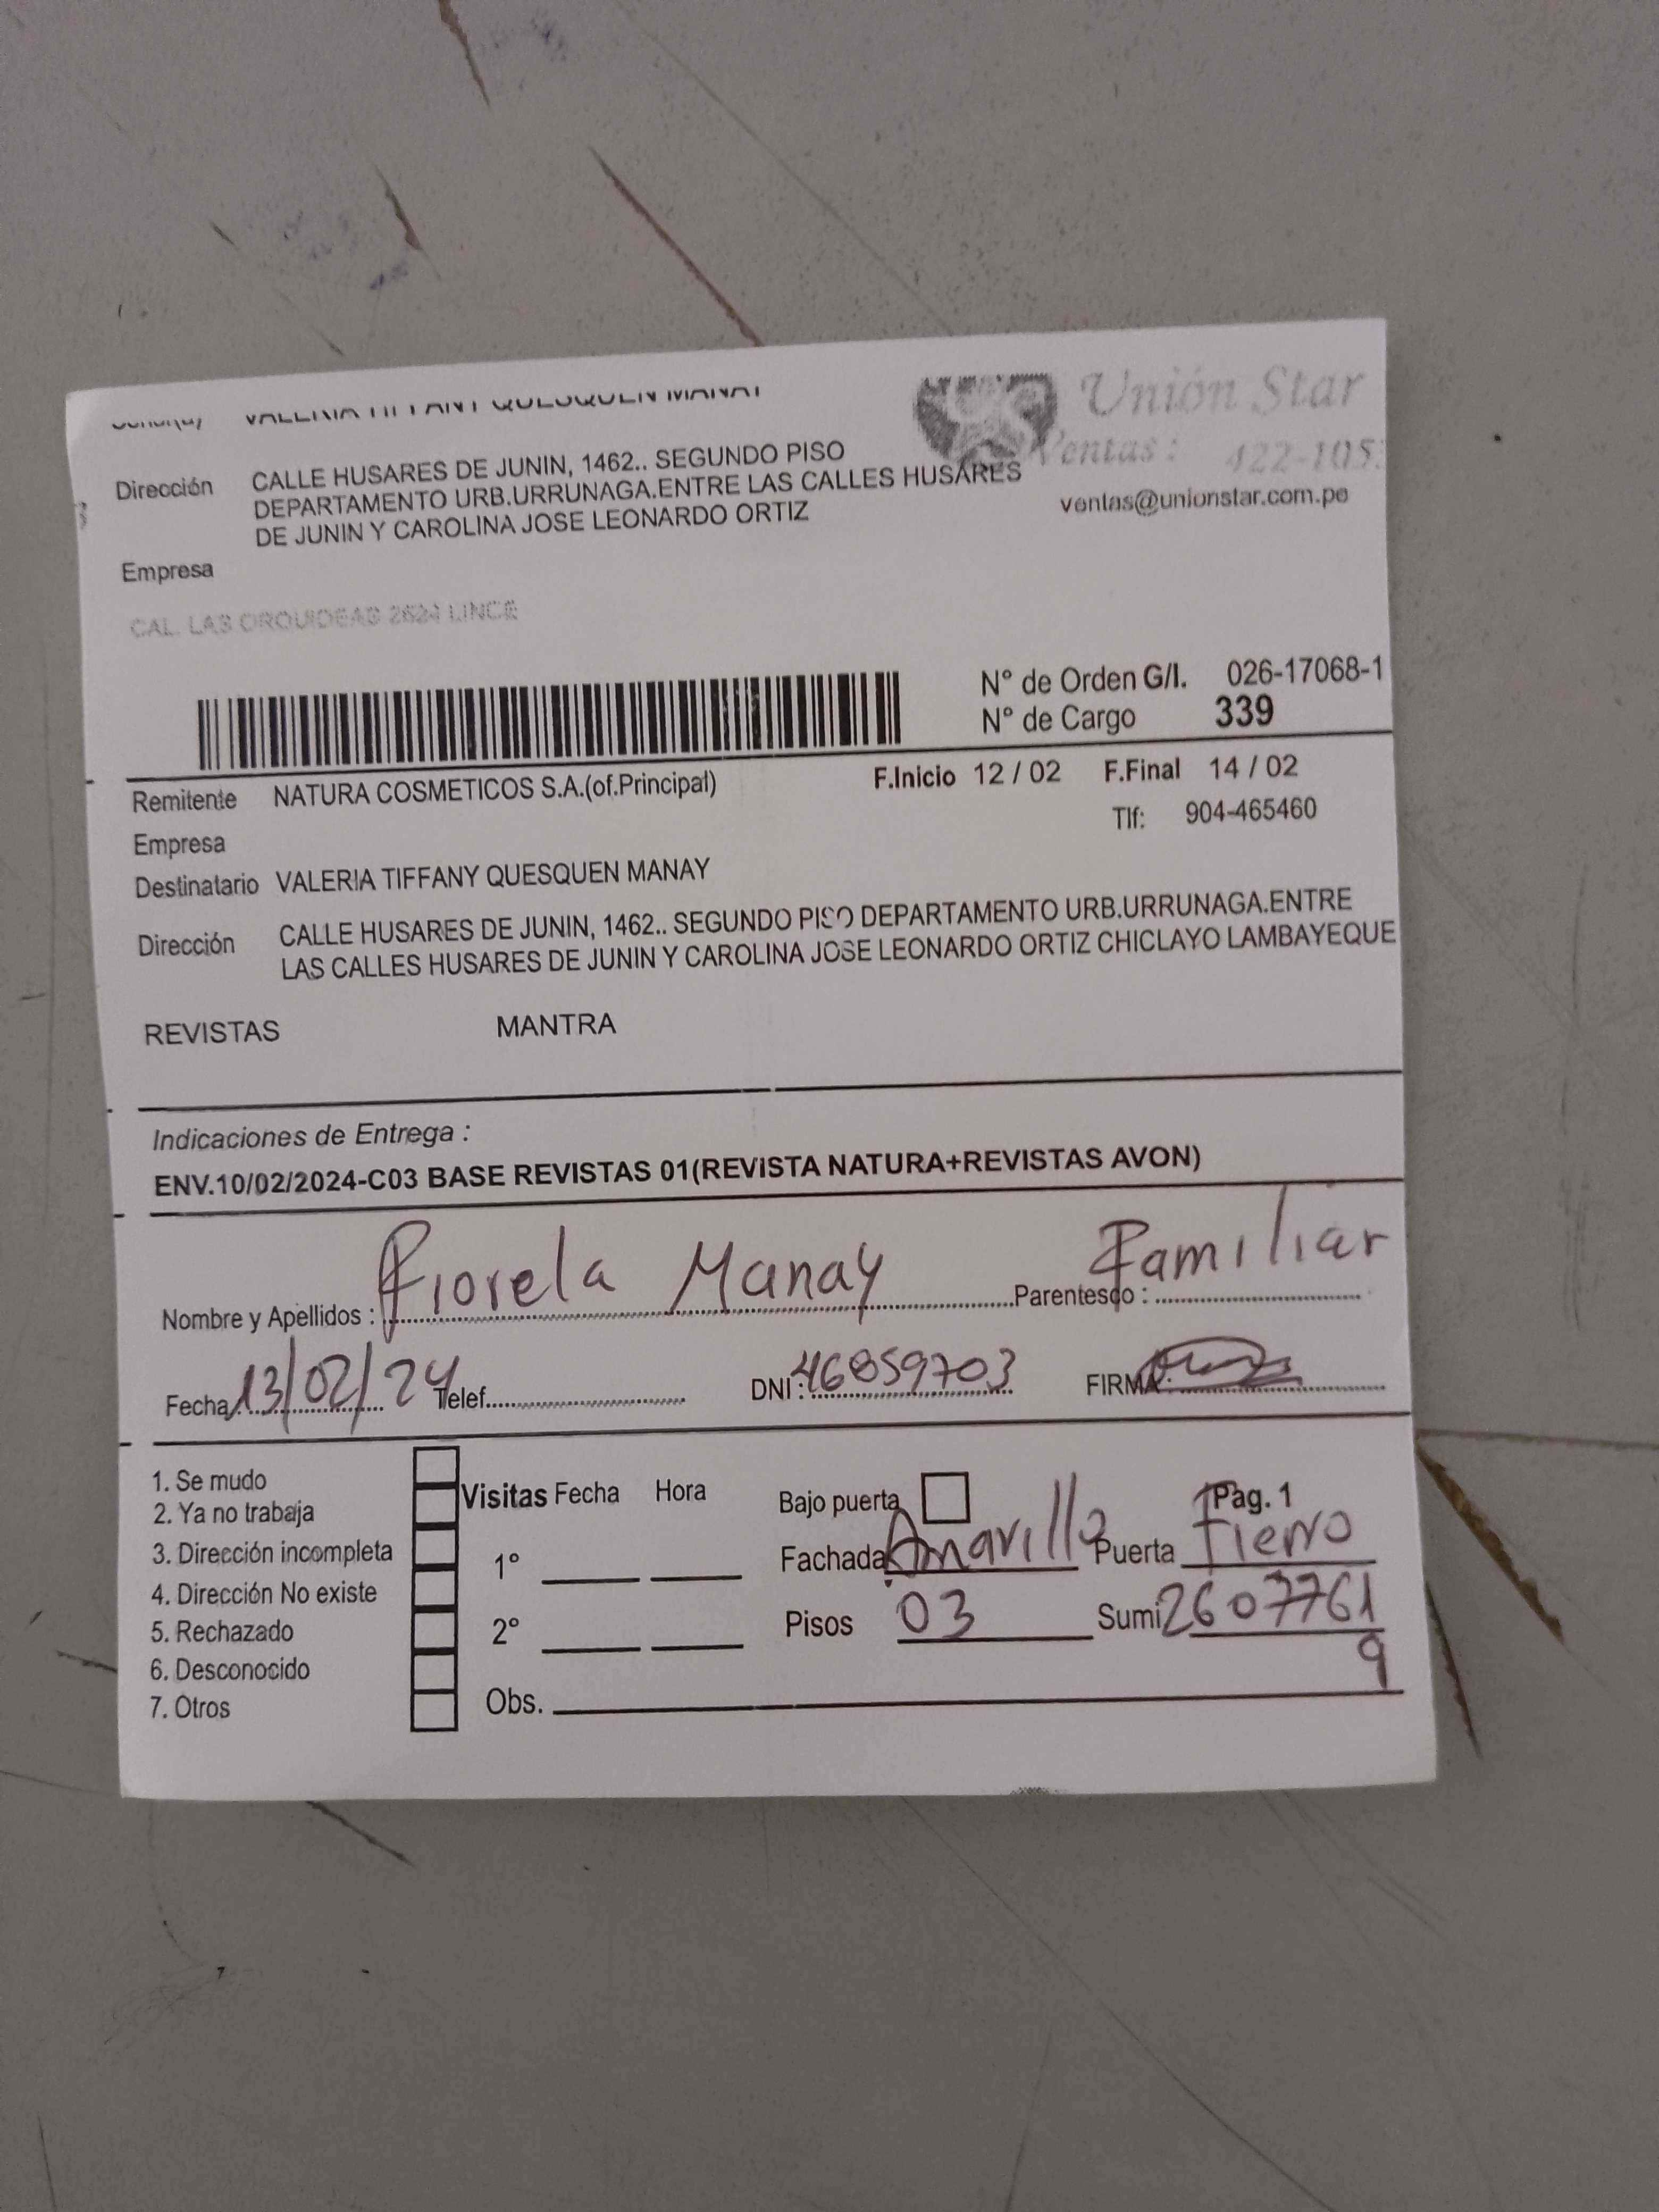 Señor(a) VALERIA TIFFANY QUESQUEN MANAY
Unión Star
Ventas : 422-105
ventas@unionstar.com.pe
Dirección CALLE HUSARES DE JUNIN, 1462.. SEGUNDO PISO
DEPARTAMENTO URB.URRUNAGA.ENTRE LAS CALLES HUSARES
DE JUNIN Y CAROLINA JOSE LEONARDO ORTIZ
Empresa
CAL. LAS ORQUIDEAS 2624 LINCE
N° de Orden G/I. 026-17068-1
N° de Cargo 339
Remitente NATURA COSMETICOS S.A.(of.Principal) F.Inicio 12 / 02 F.Final 14 / 02
Empresa Tlf: 904-465460
Destinatario VALERIA TIFFANY QUESQUEN MANAY
Dirección CALLE HUSARES DE JUNIN, 1462.. SEGUNDO PISO DEPARTAMENTO URB.URRUNAGA.ENTRE
LAS CALLES HUSARES DE JUNIN Y CAROLINA JOSE LEONARDO ORTIZ CHICLAYO LAMBAYEQUE
REVISTAS MANTRA
Indicaciones de Entrega :
ENV.10/02/2024-C03 BASE REVISTAS 01(REVISTA NATURA+REVISTAS AVON)
Nombre y Apellidos : Fiorela Manay Parentesco : Familiar
Fecha 13/02/24 Telef. DNI : 46859703 FIRMA :
1. Se mudo
2. Ya no trabaja
3. Dirección incompleta
4. Dirección No existe
5. Rechazado
6. Desconocido
7. Otros
Visitas Fecha Hora
1°
2°
Obs.
Bajo puerta Pàg. 1
Fachada Amarillo Puerta Fierro
Pisos 03 Sumi 2607761
9